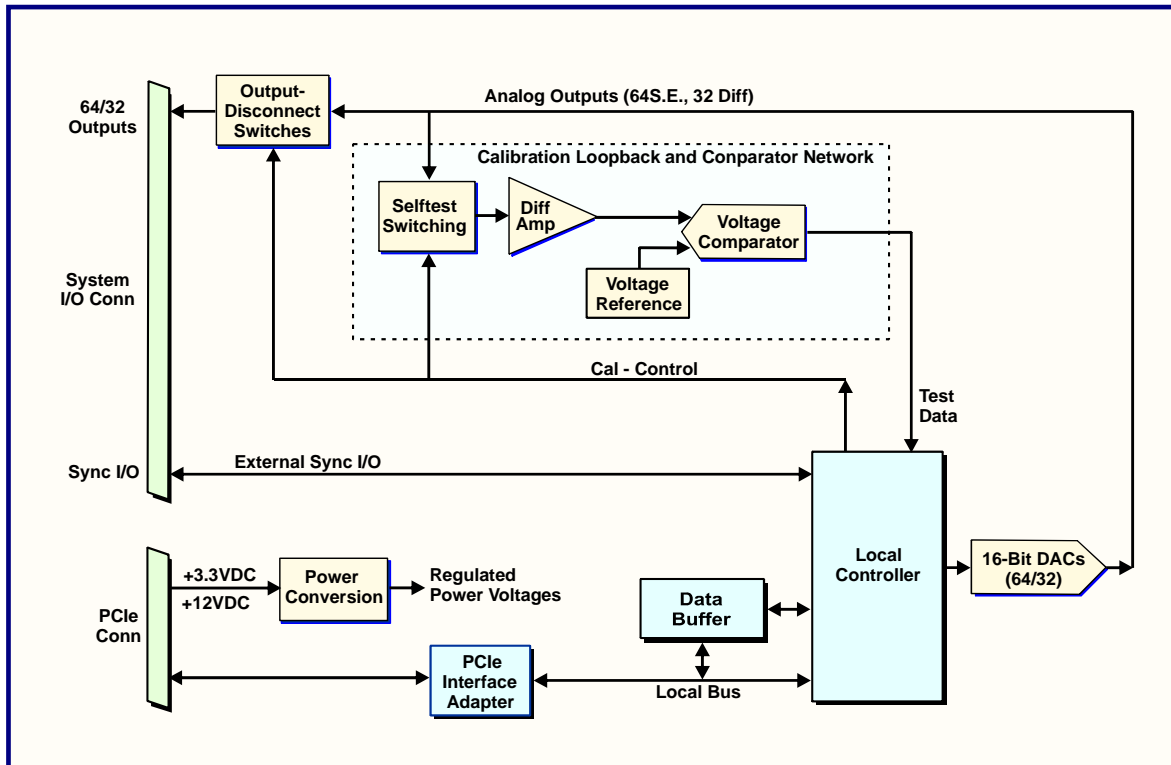 64/32
Outputs
Output-
Disconnect
Switches
Analog Outputs (64S.E., 32 Diff)
Calibration Loopback and Conparator Network
Selftest
Switching
Diff
Amp
Voltage
Comparator
Voltage
Reference
System
I/O Conn
Cal - Control
Test
Data
Sync I/O
External Sync I/O
Local
Controller
16-Bit DACs
(64/32)
PCIe
Conn
+3.3VDC
+12VDC
Power
Conversion
Regulated
Power Voltages
Data
Buffer
PCIe
Interface
Adapter
Local Bus